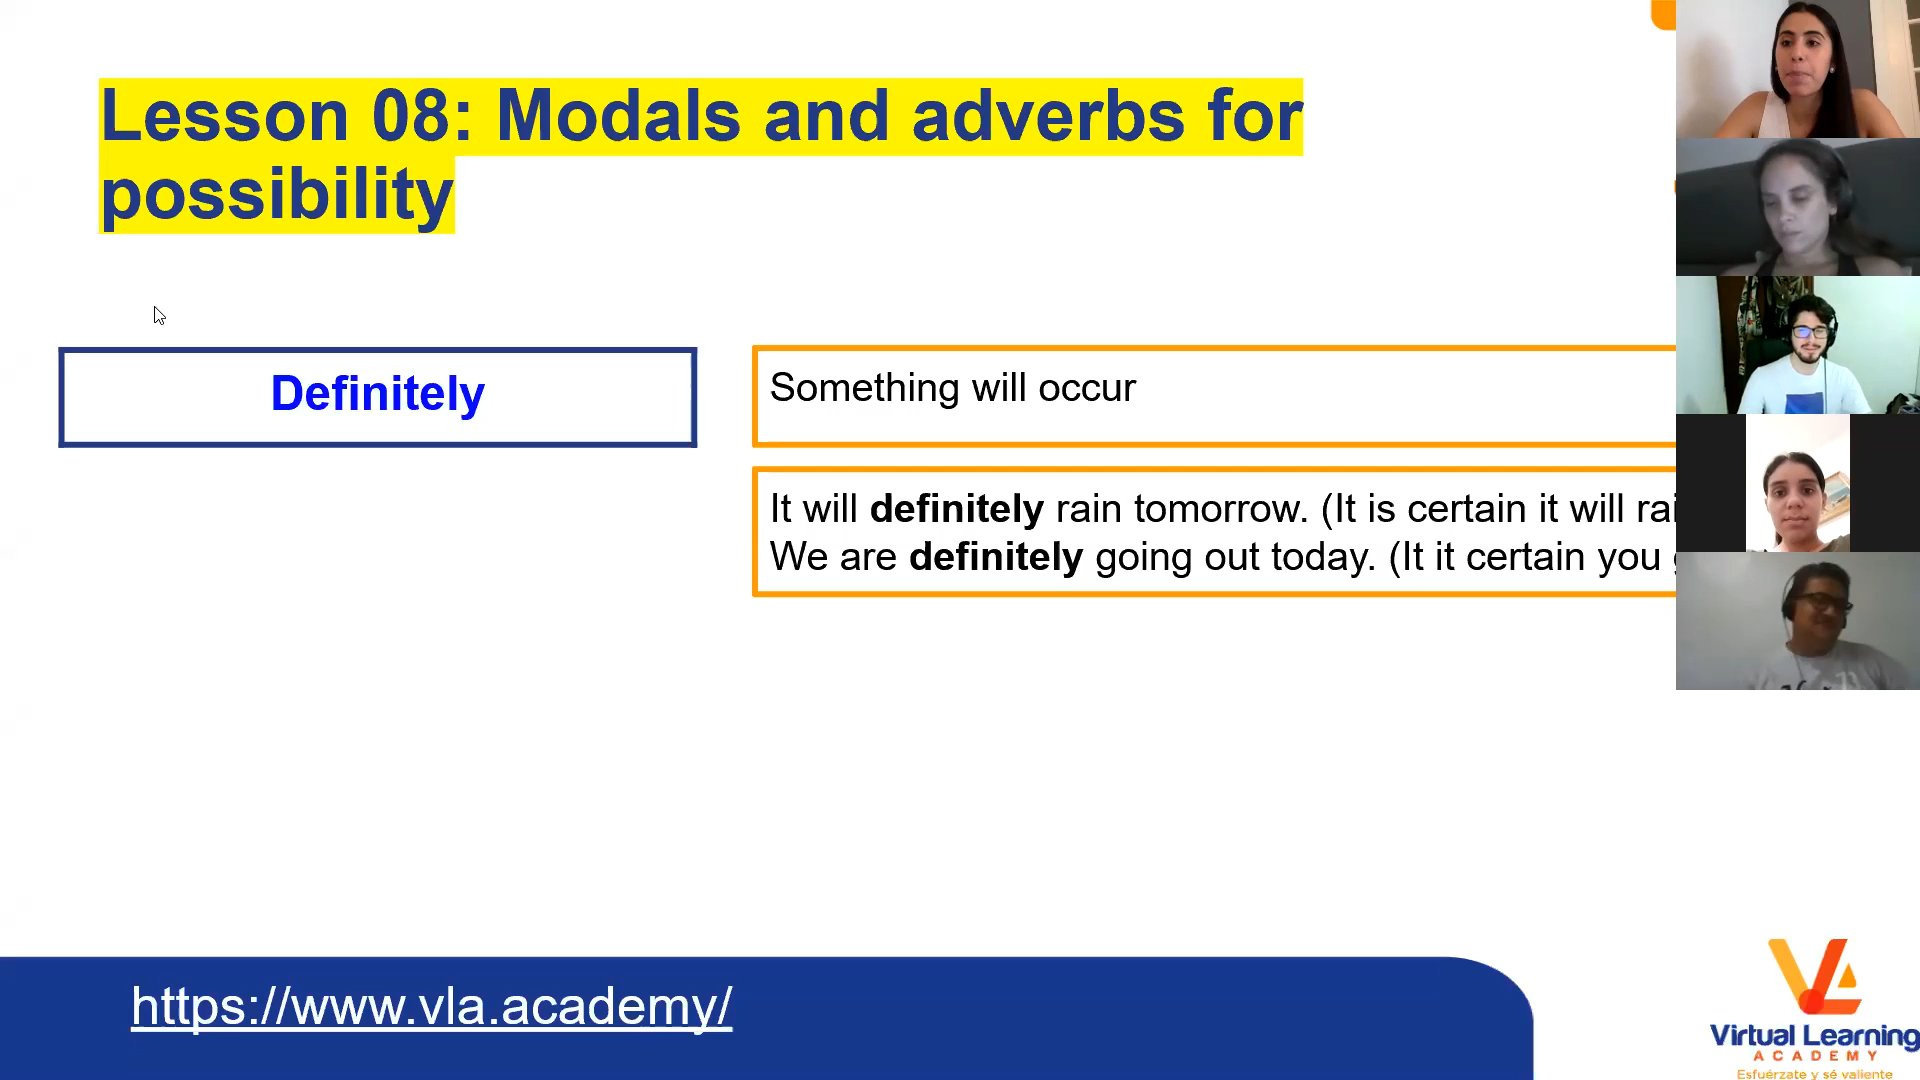 Lesson 08: Modals and adverbs for
possibility
Definitely
Something will occur
It will definitely rain tomorrow. (It is certain it will
We are definitely going out today. (It it certain you
https://www.vla.academy/
Virtual Learning
ACADEMY
Esfuérzate y sé valiente